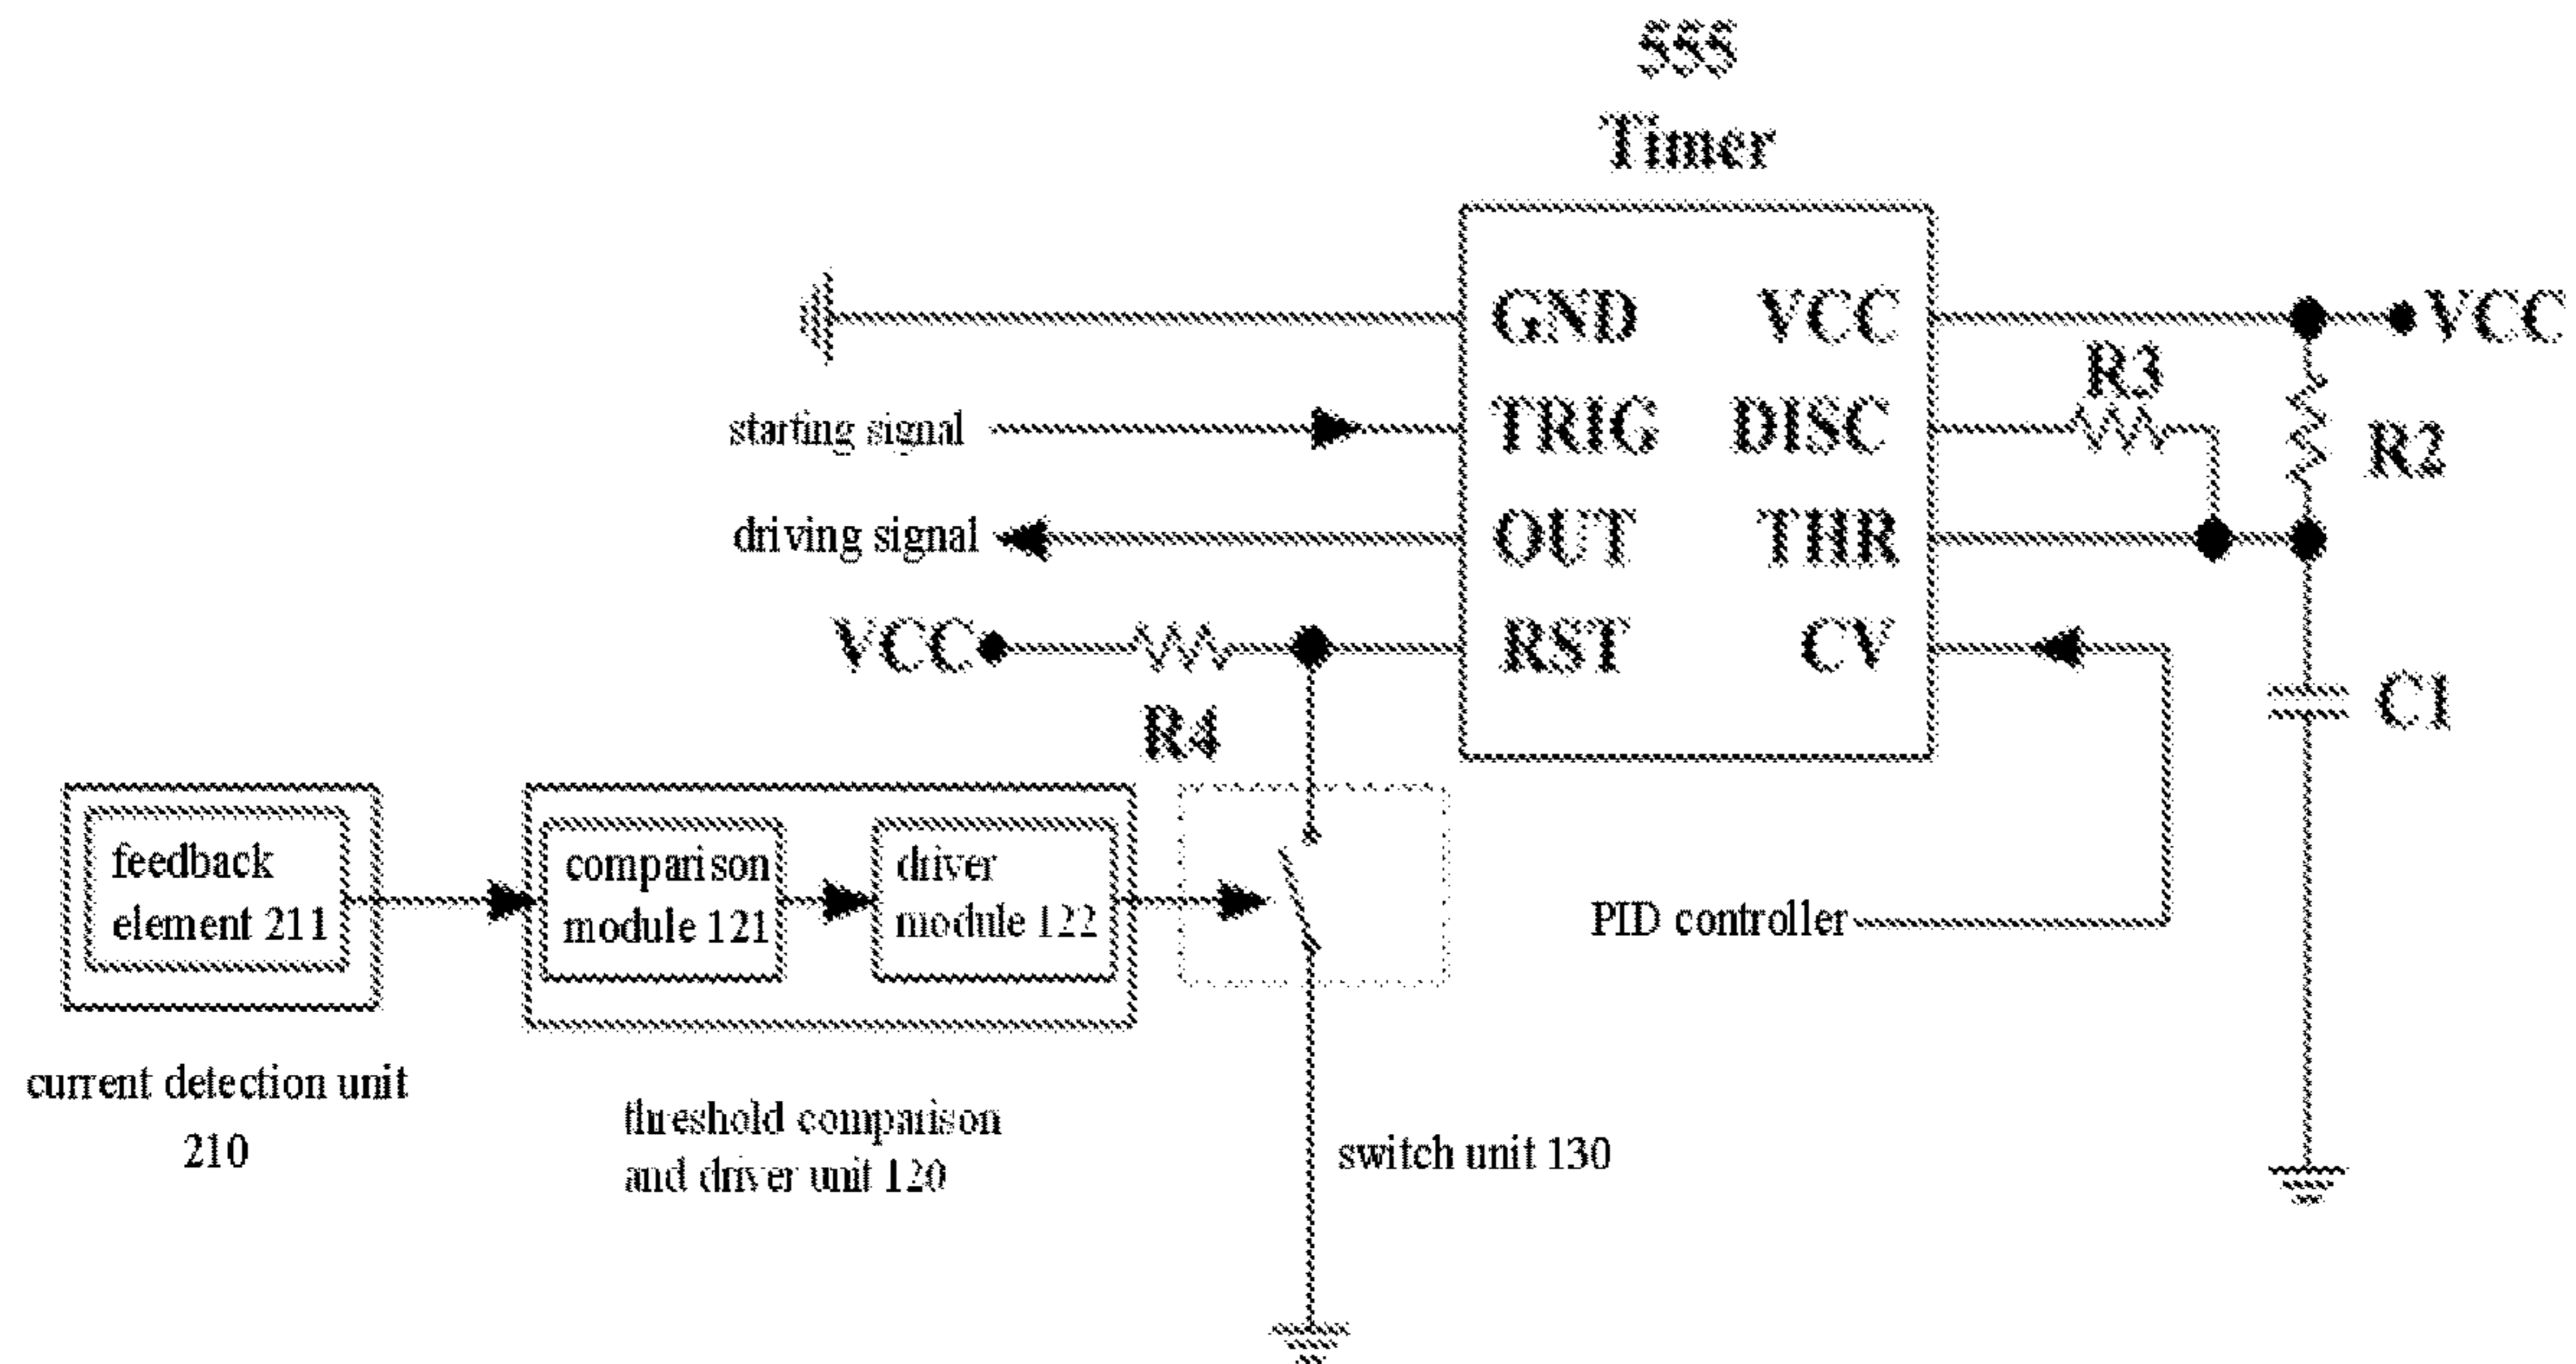 555
Timer
GND VCC
VCC
R3
starting signal
TRIG DISC
R2
driving signal
OUT THR
VCC
RST CV
R4
C1
feedback
element 211
comparison
module 121
driver
module 122
PID controller
current detection unit
210
threshold comparison
and driver unit 120
switch unit 130